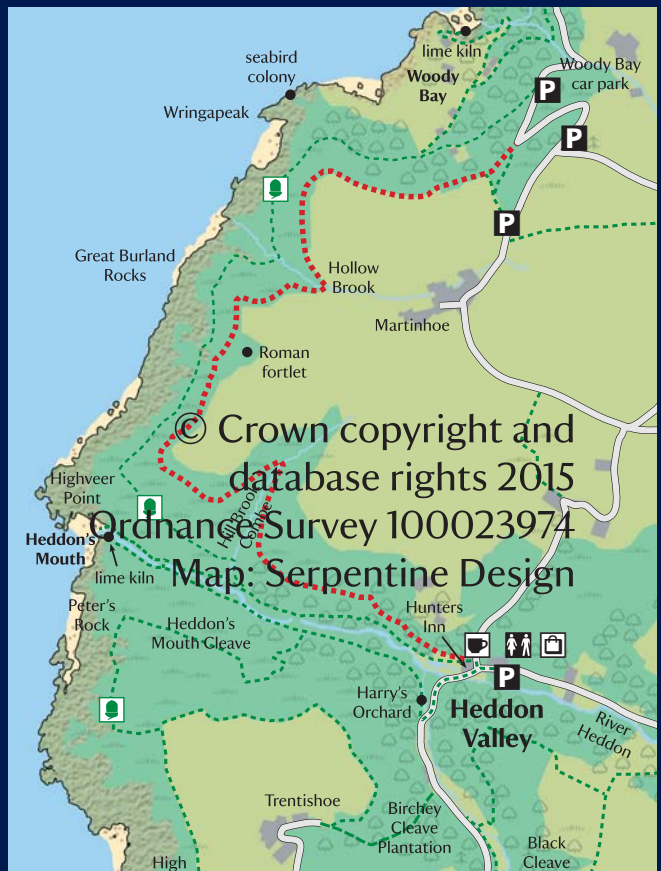 lime kiln
Woody
Bay
Woody Bay
car park
P
seabird
colony
Wringapeak
P
P
Great Burland
Rocks
Hollow
Brook
Martinhoe
Roman
fortlet
© Crown copyright and
database rights 2015
Ordnance Survey 100023974
Map: Serpentine Design
Highveer
Point
Hill Brook
Combe
Heddon's
Mouth
lime kiln
Peter's
Rock
Heddon's
Mouth Cleave
Hunters
Inn
P
Harry's
Orchard
Heddon
Valley
River
Heddon
Trentishoe
Birchey
Cleave
Plantation
Black
Cleave
High